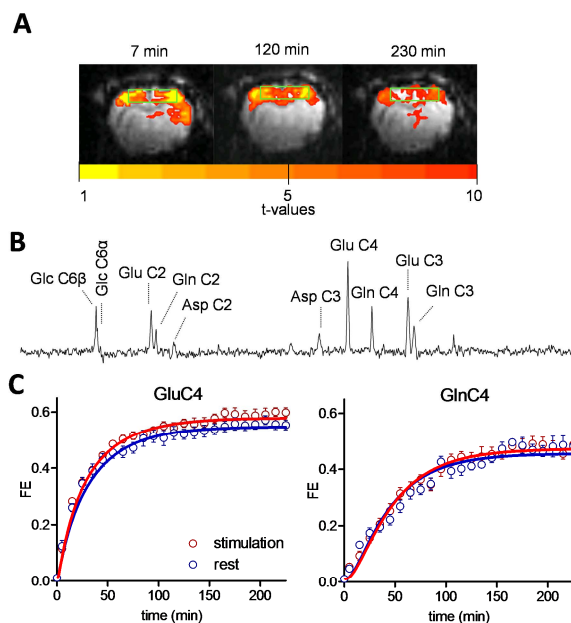 A
7 min 120 min 230 min
1 5 10
t-values
B
Glc C6β
Glc C6α
Glu C2
Gln C2
Asp C2
Asp C3
Glu C4
Gln C4
Glu C3
Gln C3
C
GluC4
0.6
0.4
0.2
0.0
FE
0 50 100 150 200
time (min)
stimulation
rest
GlnC4
0.6
0.4
0.2
0.0
FE
0 50 100 150 200
time (min)